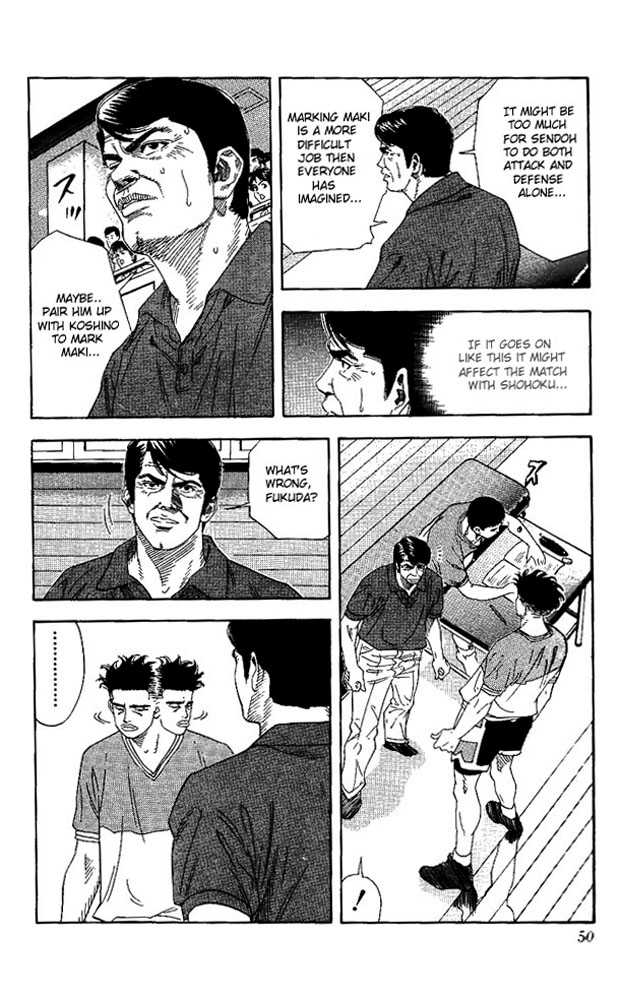 IT MIGHT BE
TOO MUCH
FOR SENDOH
TO DO BOTH
ATTACK AND
DEFENSE
ALONE...
MARKING MAKI
IS A MORE
DIFFICULT
JOB THEN
EVERYONE
HAS
IMAGINED...
IF IT GOES ON
LIKE THIS IT MIGHT
AFFECT THE MATCH
WITH SHOHOKU...
ス
MAYBE..
PAIR HIM UP
WITH KOSHINO
TO MARK
MAKI...
ス
!
WHAT'S
WRONG,
FUKUDA?
..........
50